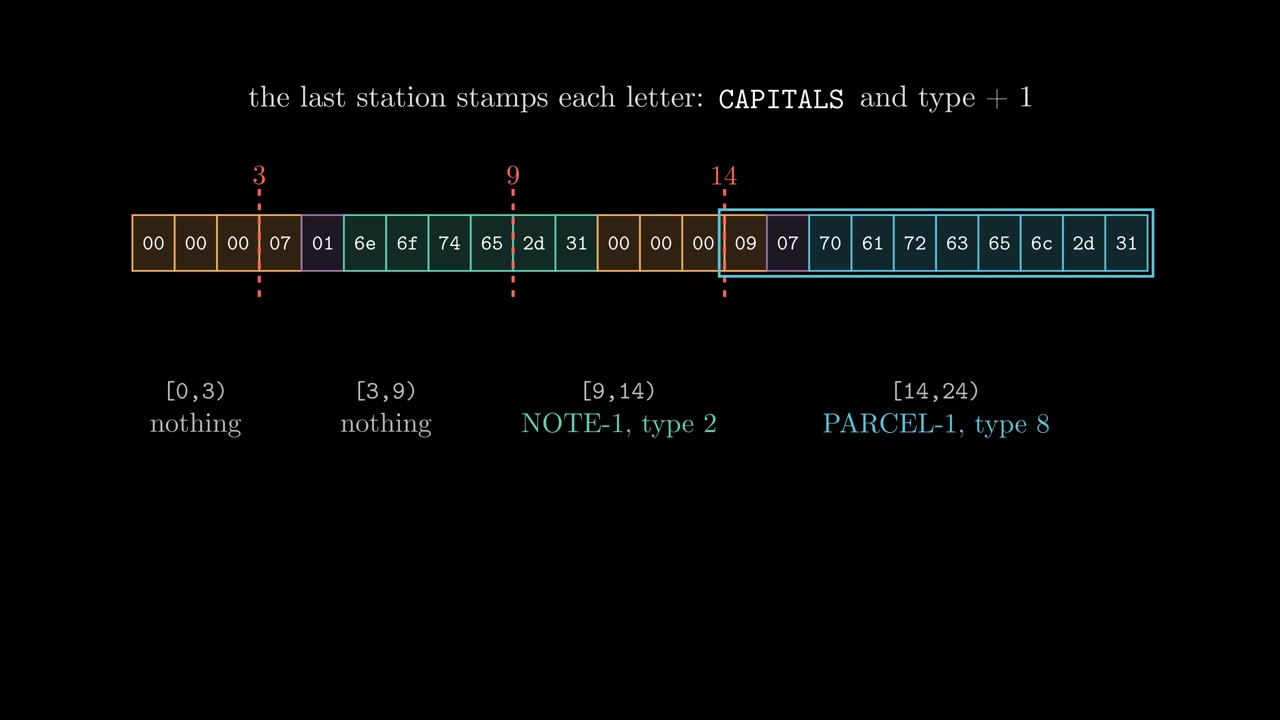 the last station stamps each letter: CAPITALS and type + 1
3 9 14
00 00 00 07 01 6e 6f 74 65 2d 31 00 00 00 09 07 70 61 72 63 65 6c 2d 31
[0,3) [3,9) [9,14) [14,24)
nothing nothing NOTE-1, type 2 PARCEL-1, type 8